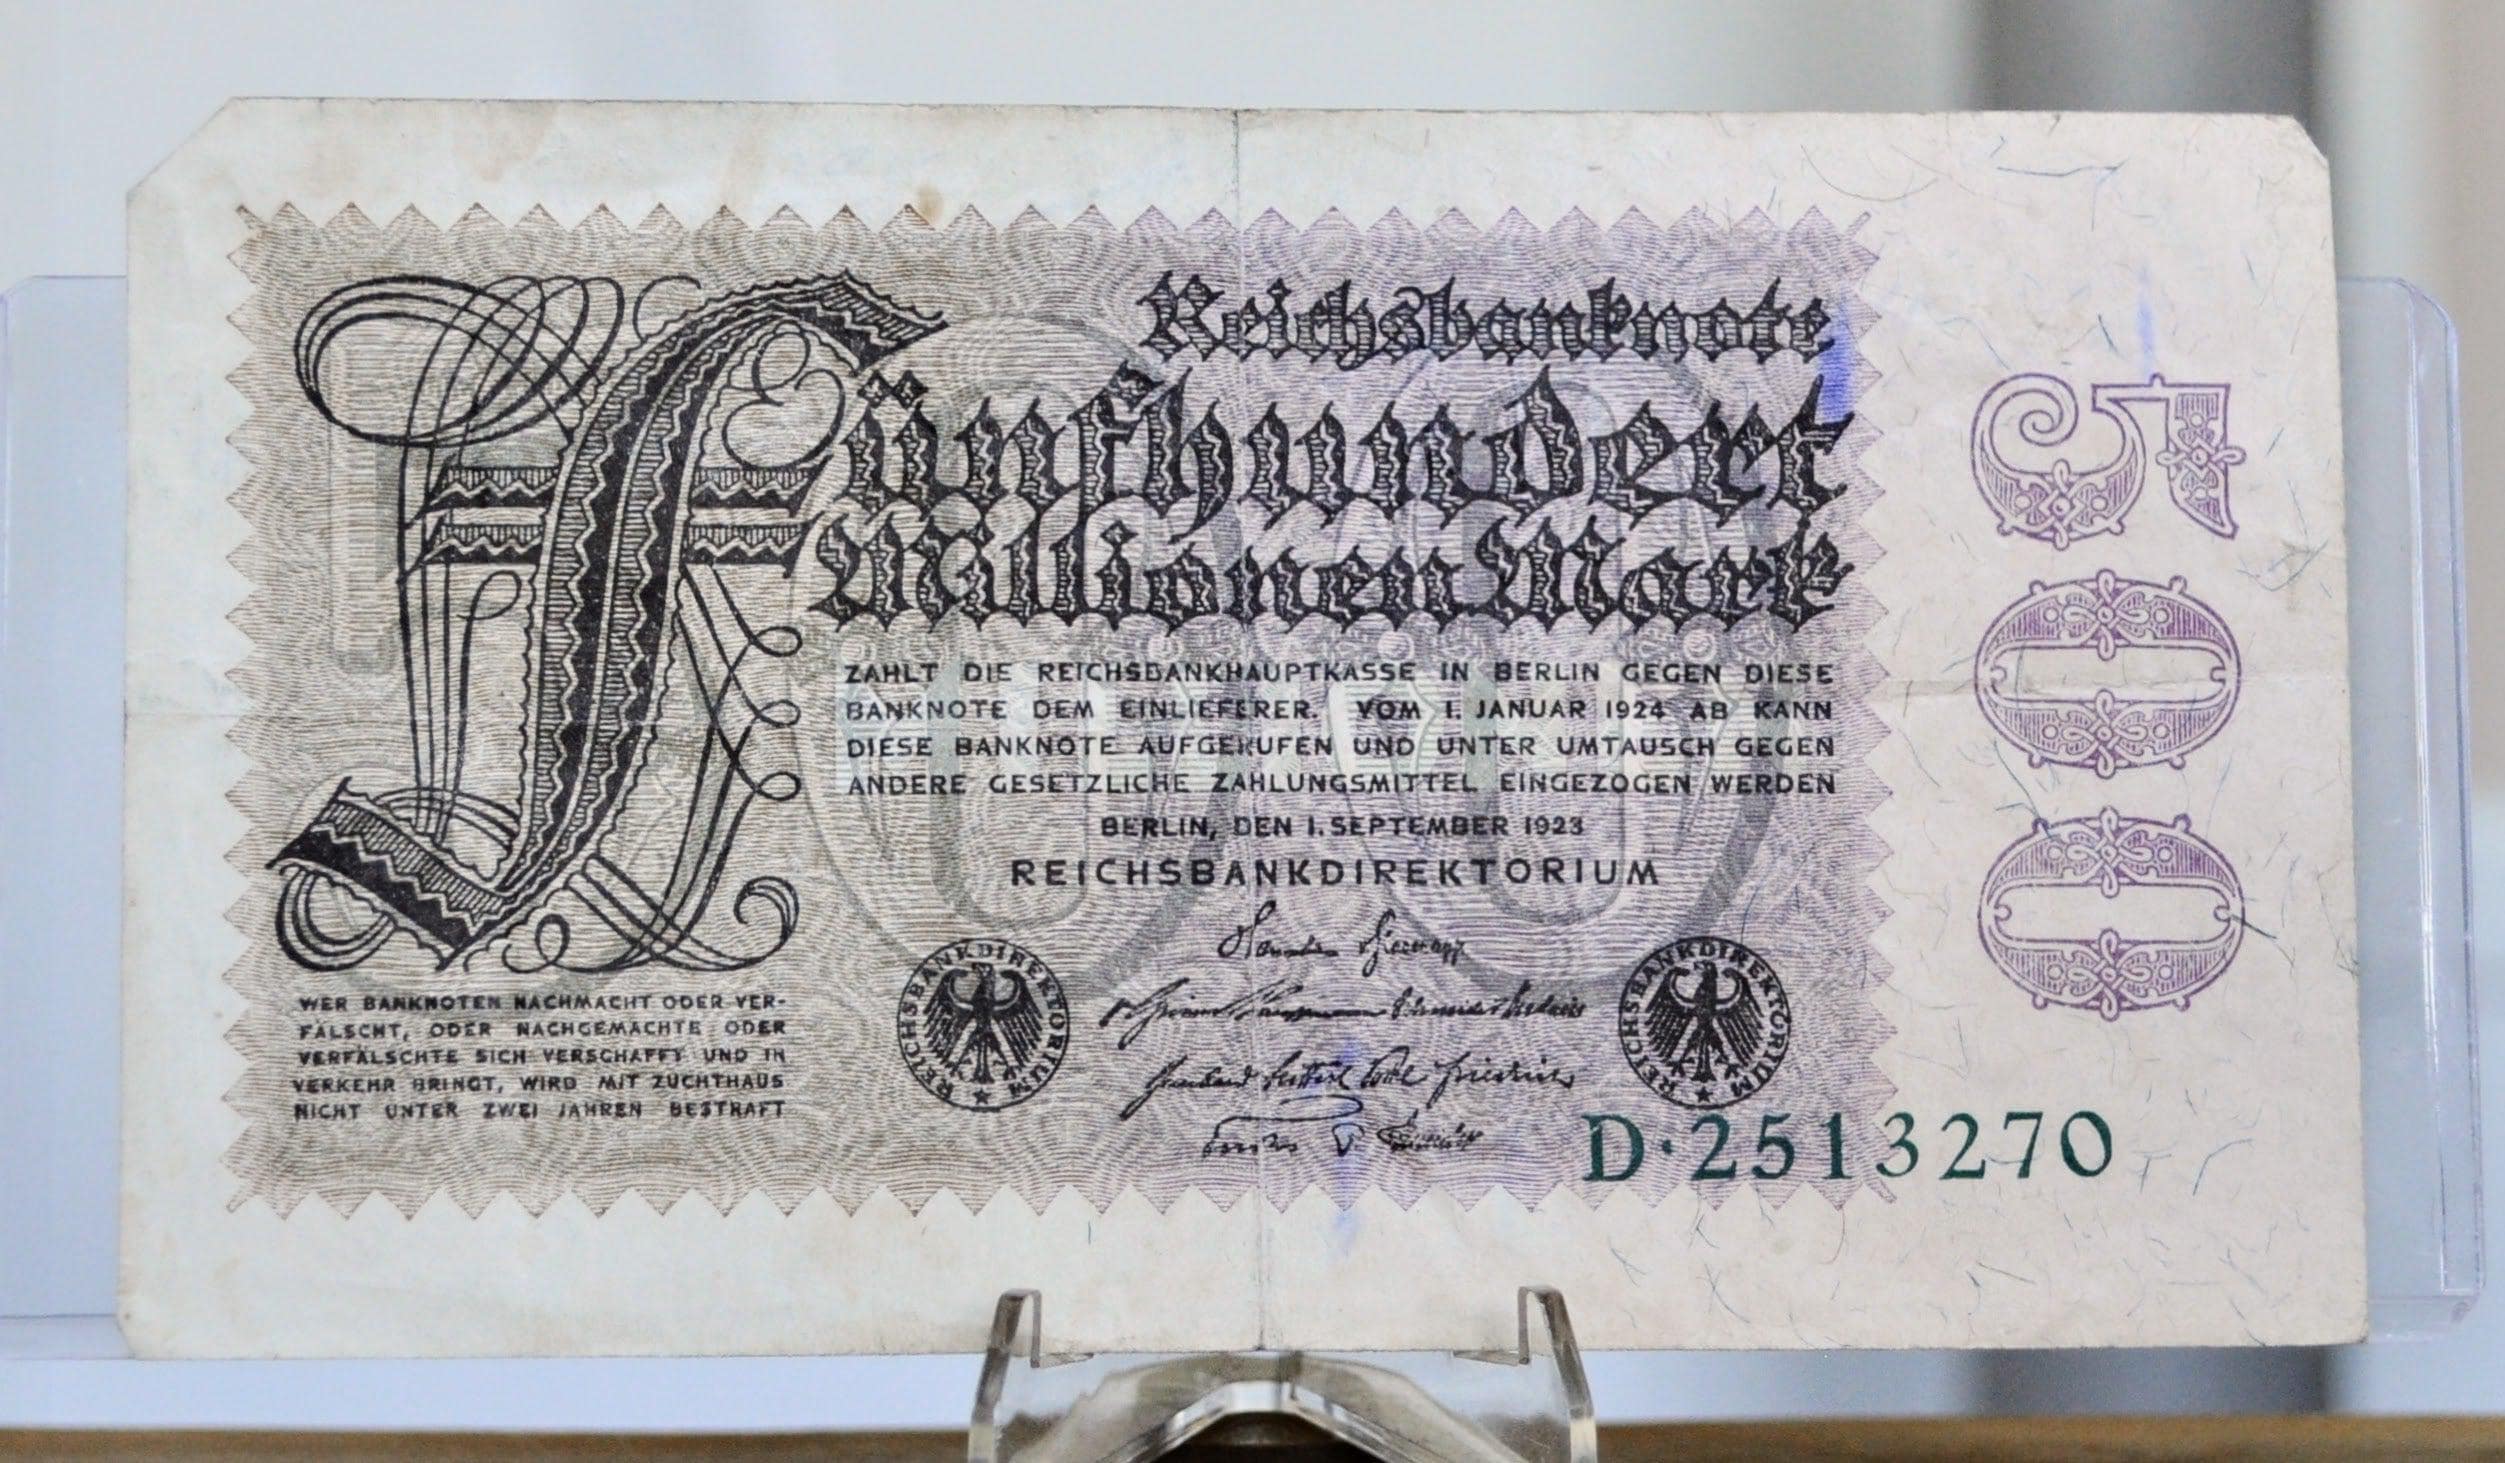 Reichsbanknote
Fünfhundert
Millionen Mark
ZAHLT DIE REICHSBANKHAUPTKASSE IN BERLIN GEGEN DIESE
BANKNOTE DEM EINLIEFERER. VOM 1. JANUAR 1924 AB KANN
DIESE BANKNOTE AUFGERUFEN UND UNTER UMTAUSCH GEGEN
ANDERE GESETZLICHE ZAHLUNGSMITTEL EINGEZOGEN WERDEN
BERLIN, DEN 1. SEPTEMBER 1923
REICHSBANKDIREKTORIUM
REICHSBANKDIREKTORIUM
REICHSBANKDIREKTORIUM
WER BANKNOTEN NACHMACHT ODER VER-
FÄLSCHT, ODER NACHGEMACHTE ODER
VERFÄLSCHTE SICH VERSCHAFFT UND IN
VERKEHR BRINGT, WIRD MIT ZUCHTHAUS
NICHT UNTER ZWEI JAHREN BESTRAFT
D·2513270
500